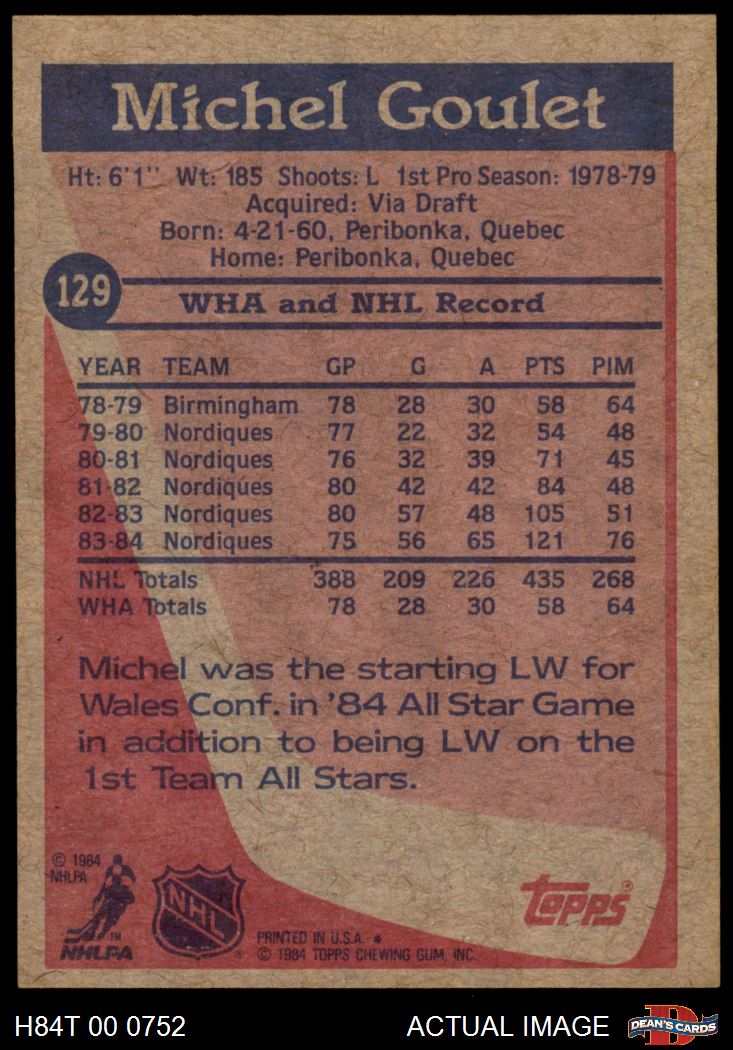 Michel Goulet
Ht: 6'1" Wt: 185 Shoots: L 1st Pro Season: 1978-79
Acquired: Via Draft
Born: 4-21-60, Peribonka, Quebec
Home: Peribonka, Quebec
129
WHA and NHL Record
YEAR TEAM GP G A PTS PIM
78-79 Birmingham 78 28 30 58 64
79-80 Nordiques 77 22 32 54 48
80-81 Nordiques 76 32 39 71 45
81-82 Nordiques 80 42 42 84 48
82-83 Nordiques 80 57 48 105 51
83-84 Nordiques 75 56 65 121 76
NHL Totals 388 209 226 435 268
WHA Totals 78 28 30 58 64
Michel was the starting LW for
Wales Conf. in '84 All Star Game
in addition to being LW on the
1st Team All Stars.
© 1984
NHLPA
TM
NHLPA
NHL ®
PRINTED IN U.S.A. *
© 1984 TOPPS CHEWING GUM, INC.
Topps®
H84T 00 0752
ACTUAL IMAGE
D
DEAN'S CARDS